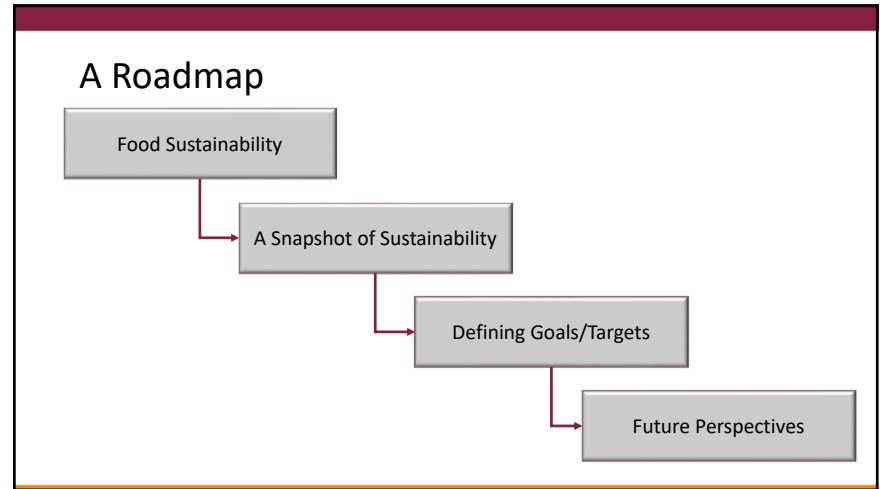 A Roadmap
Food Sustainability
A Snapshot of Sustainability
Defining Goals/Targets
Future Perspectives